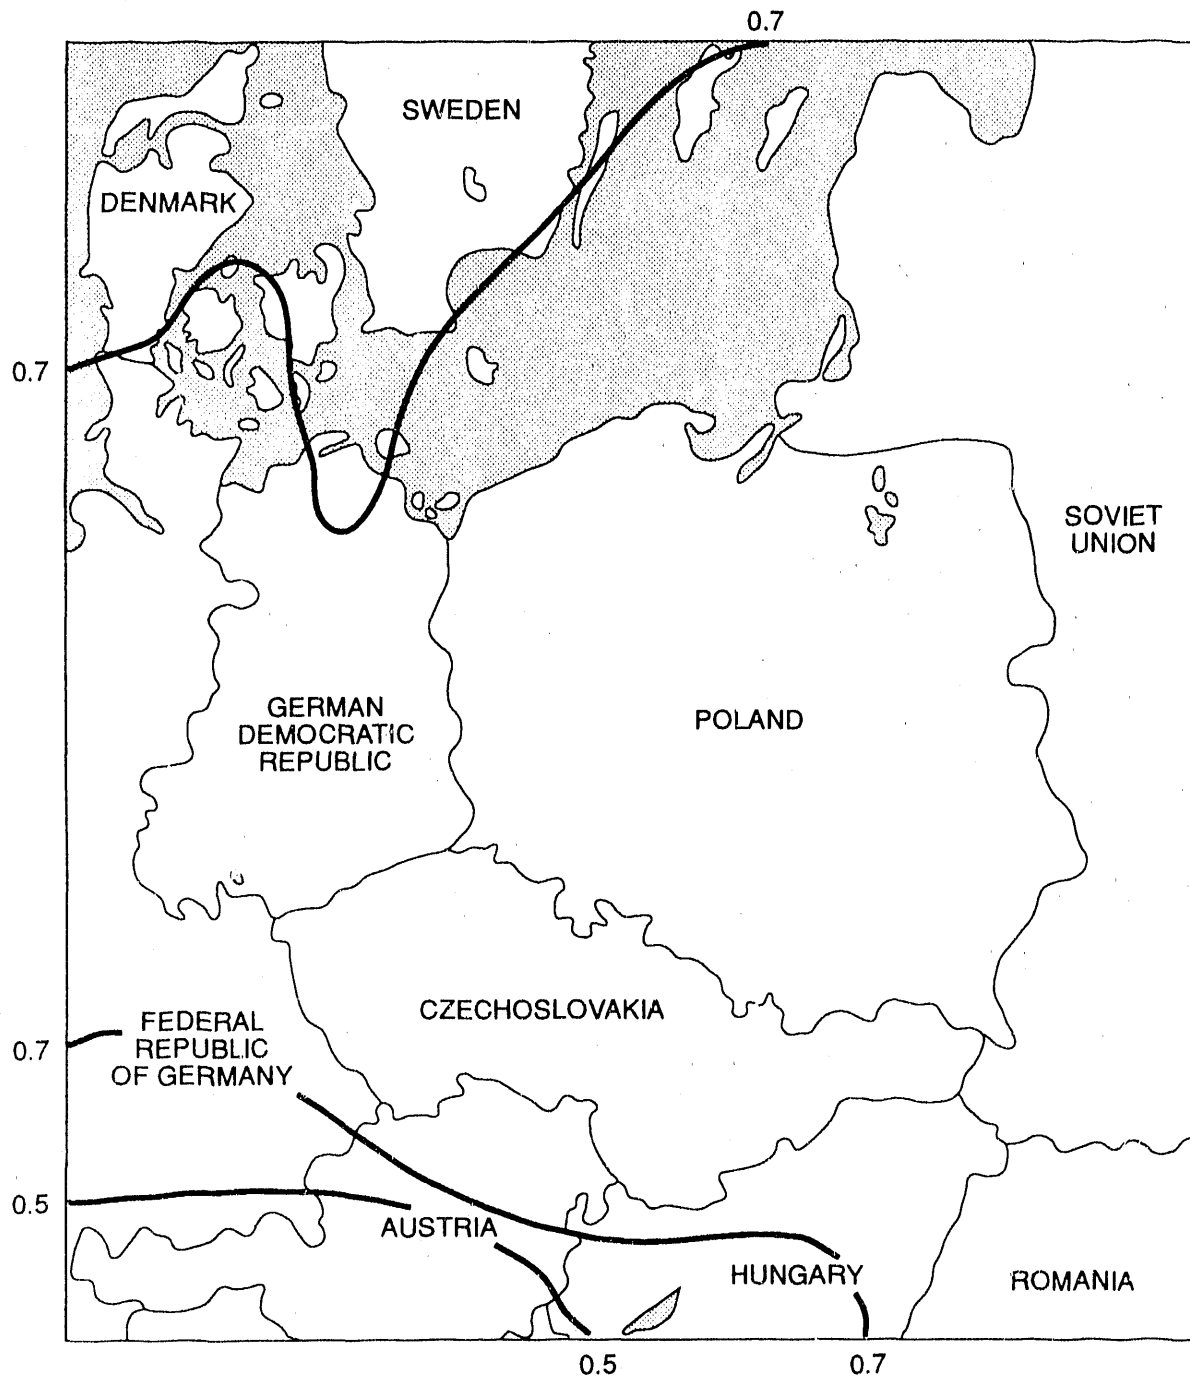 0.7
SWEDEN
DENMARK
0.7
SOVIET
UNION
GERMAN
DEMOCRATIC
REPUBLIC
POLAND
CZECHOSLOVAKIA
FEDERAL
REPUBLIC
OF GERMANY
0.7
0.5
AUSTRIA
HUNGARY
ROMANIA
0.5
0.7